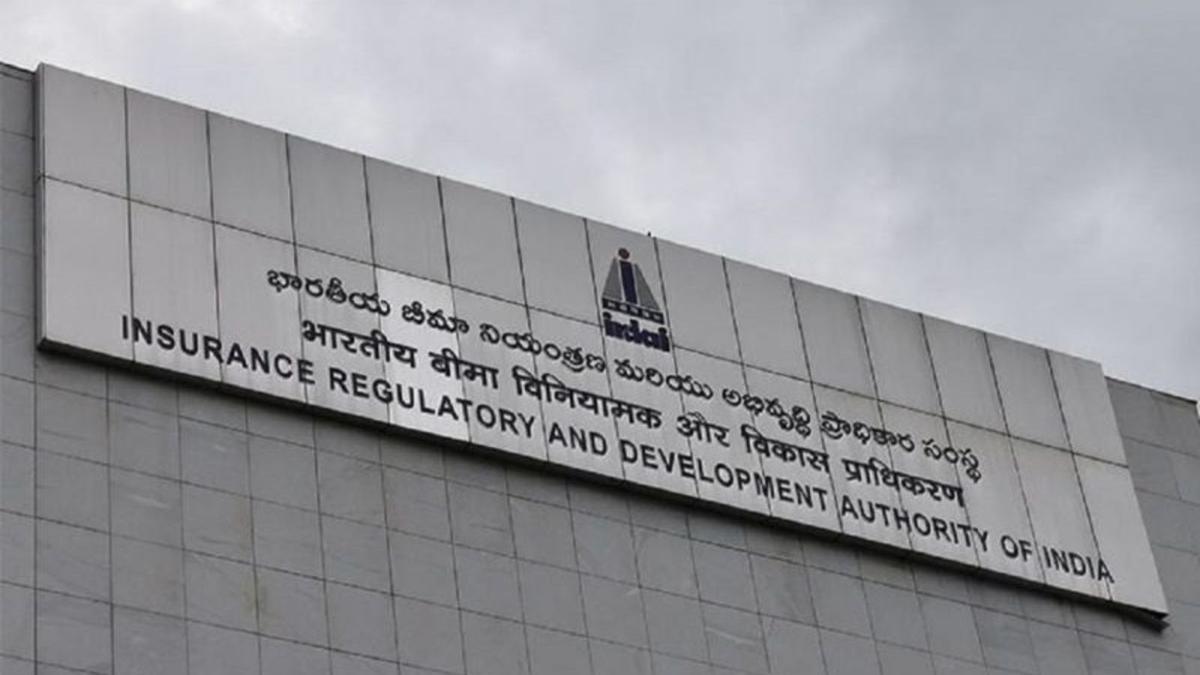 irdai
భారతీయ బీమా నియంత్రణ మరియు అభివృద్ధి ప్రాధికార సంస్థ
भारतीय बीमा विनियामक और विकास प्राधिकरण
INSURANCE REGULATORY AND DEVELOPMENT AUTHORITY OF INDIA